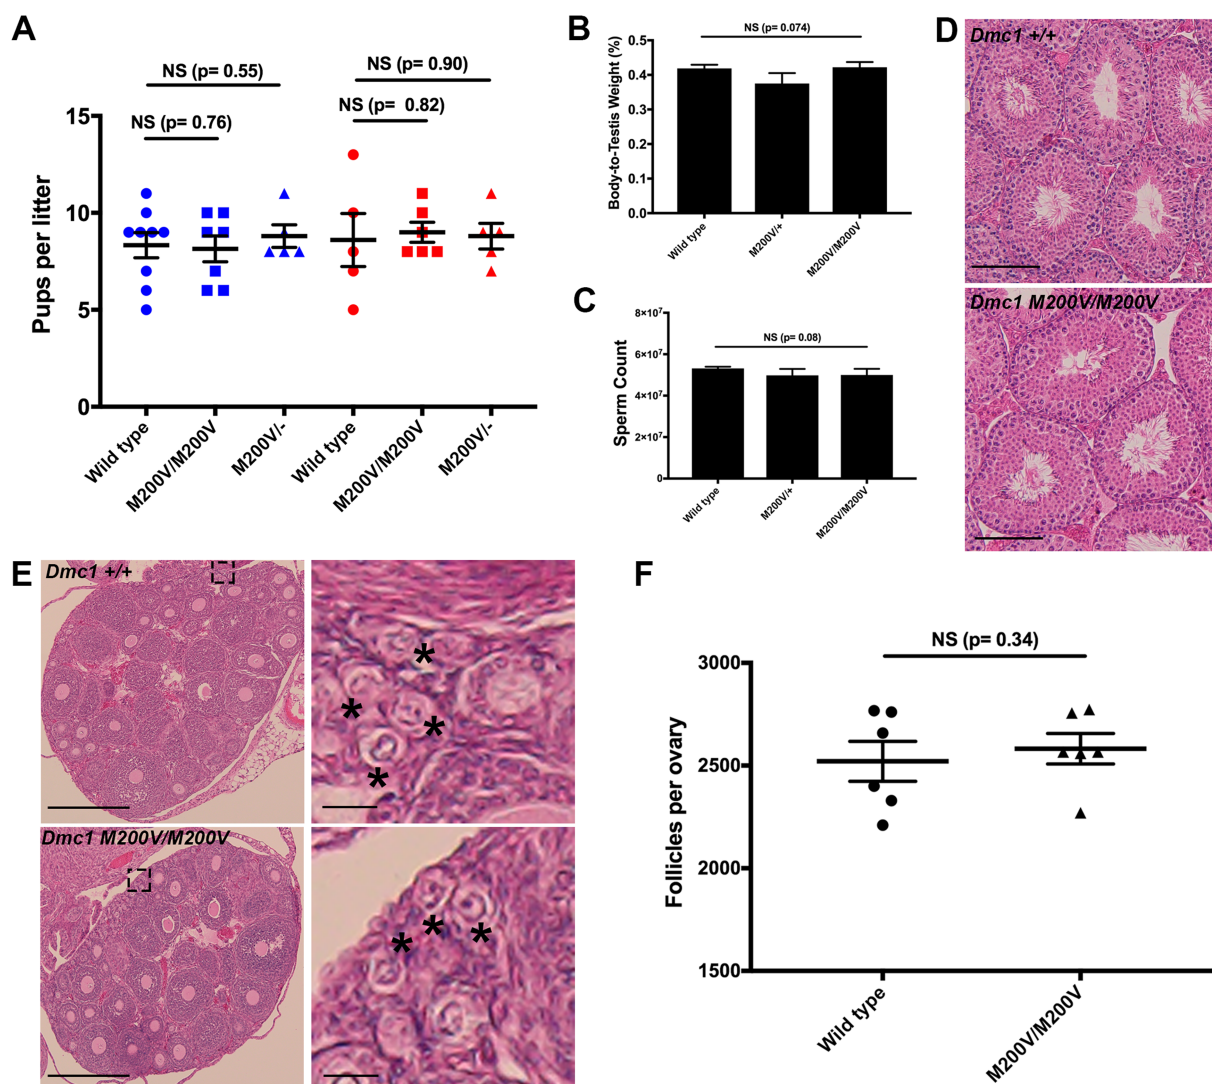 A
NS (p= 0.55)
NS (p= 0.76)
NS (p= 0.90)
NS (p=  0.82)
15
10
5
0
Pups per litter
Wild type
M200V/M200V
M200V/-
Wild type
M200V/M200V
M200V/-
B
NS (p= 0.074)
0.5
0.4
0.3
0.2
0.1
0.0
Body-to-Testis Weight (%)
Wild type
M200V/+
M200V/M200V
C
NS (p= 0.08)
8×10⁷
6×10⁷
4×10⁷
2×10⁷
0
Sperm Count
Wild type
M200V/+
M200V/M200V
D
Dmc1 +/+
Dmc1 M200V/M200V
E
Dmc1 +/+
* * * *
Dmc1 M200V/M200V
* * *
F
NS (p= 0.34)
3000
2500
2000
1500
Follicles per ovary
Wild type
M200V/M200V